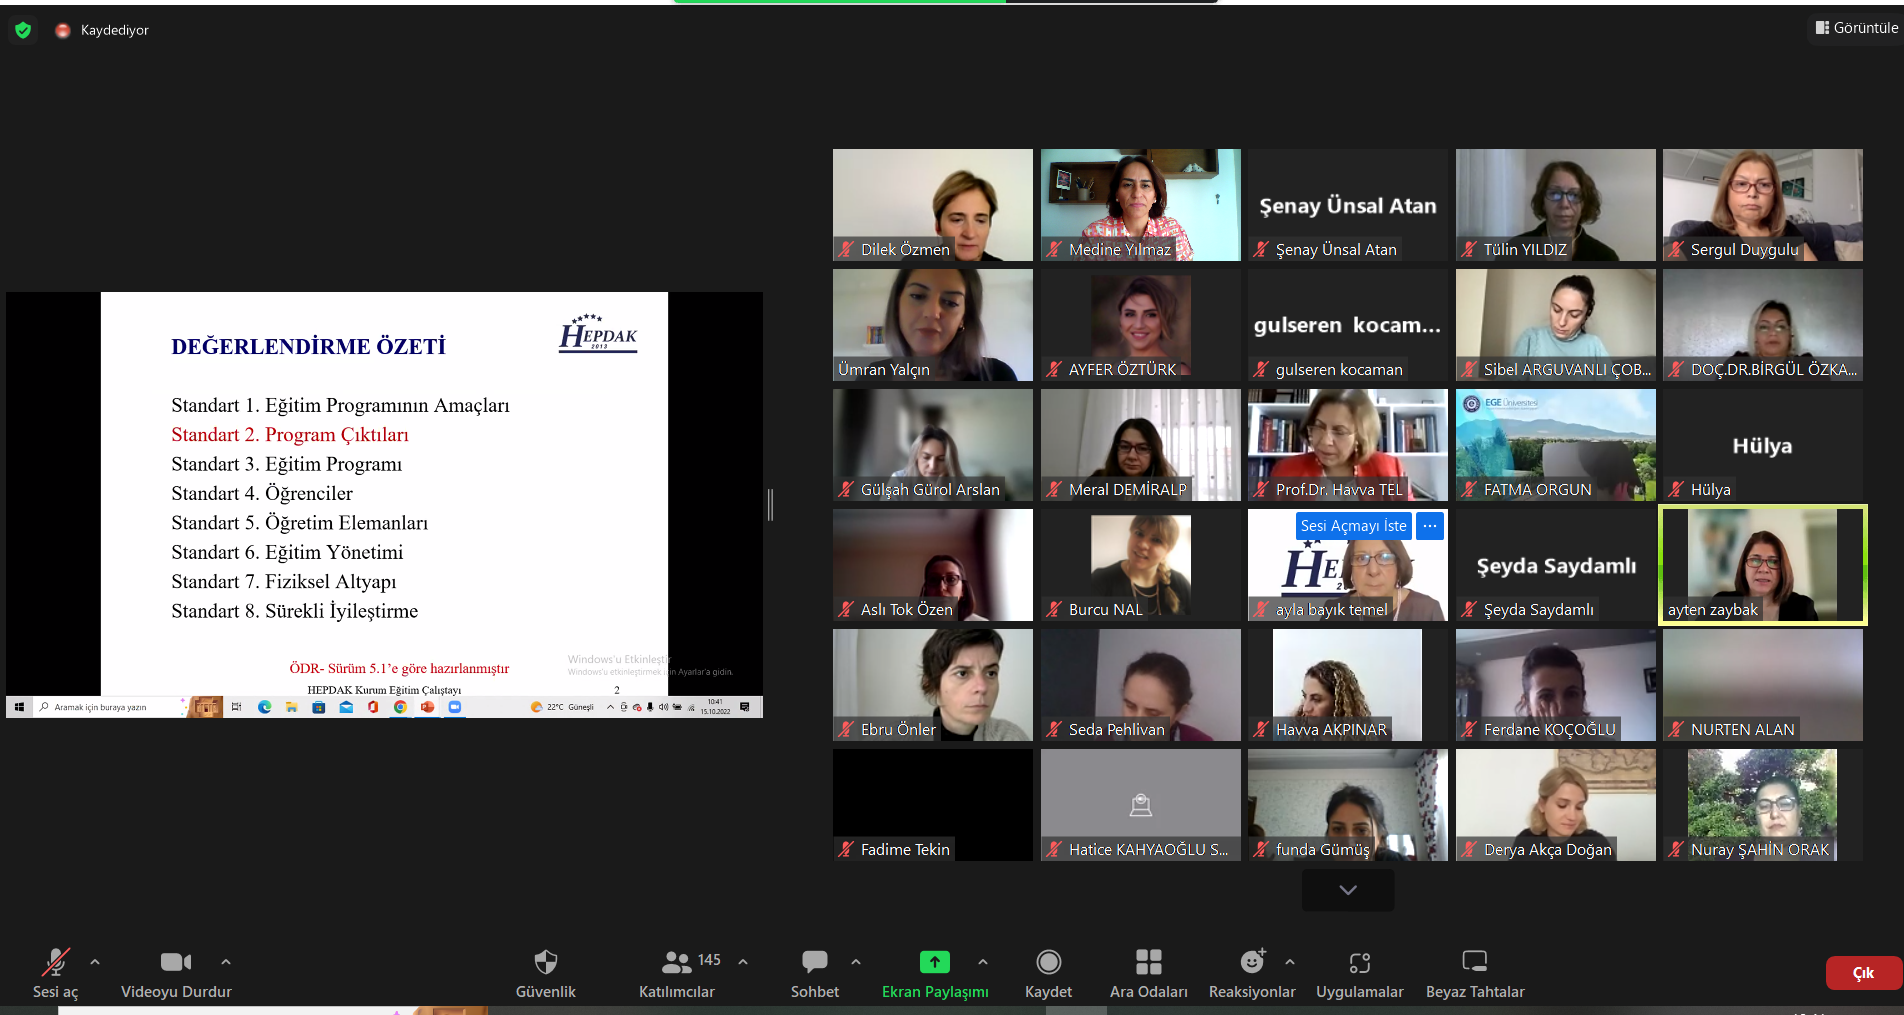 Kaydediyor
Görüntüle
DEĞERLENDİRME ÖZETİ
HEPDAK
2013
Standart 1. Eğitim Programının Amaçları
Standart 2. Program Çıktıları
Standart 3. Eğitim Programı
Standart 4. Öğrenciler
Standart 5. Öğretim Elemanları
Standart 6. Eğitim Yönetimi
Standart 7. Fiziksel Altyapı
Standart 8. Sürekli İyileştirme
ÖDR- Sürüm 5.1'e göre hazırlanmıştır
HEPDAK Kurum Eğitim Çalıştayı
2
Windows'u Etkinleştir
Windows'u etkinleştirmek için Ayarlar'a gidin.
Aramak için buraya yazın
22°C Güneşli
10:41
15.10.2022
Dilek Özmen
Medine Yılmaz
Şenay Ünsal Atan
Şenay Ünsal Atan
Tülin YILDIZ
Sergul Duygulu
Ümran Yalçın
AYFER ÖZTÜRK
gulseren kocam...
gulseren kocaman
Sibel ARGUVANLI ÇOB...
DOÇ.DR.BİRGÜL ÖZKA...
Gülşah Gürol Arslan
Meral DEMİRALP
Prof.Dr. Havva TEL
EGE Üniversitesi
FATMA ORGUN
Hülya
Hülya
Aslı Tok Özen
Burcu NAL
Sesi Açmayı İste
...
HE
ayla bayık temel
Şeyda Saydamlı
Şeyda Saydamlı
ayten zaybak
Ebru Önler
Seda Pehlivan
Havva AKPINAR
Ferdane KOÇOĞLU
NURTEN ALAN
Fadime Tekin
Hatice KAHYAOĞLU S...
funda Gümüş
Derya Akça Doğan
Nuray ŞAHİN ORAK
Sesi aç
Videoyu Durdur
Güvenlik
145
Katılımcılar
Sohbet
Ekran Paylaşımı
Kaydet
Ara Odaları
Reaksiyonlar
Uygulamalar
Beyaz Tahtalar
Çık